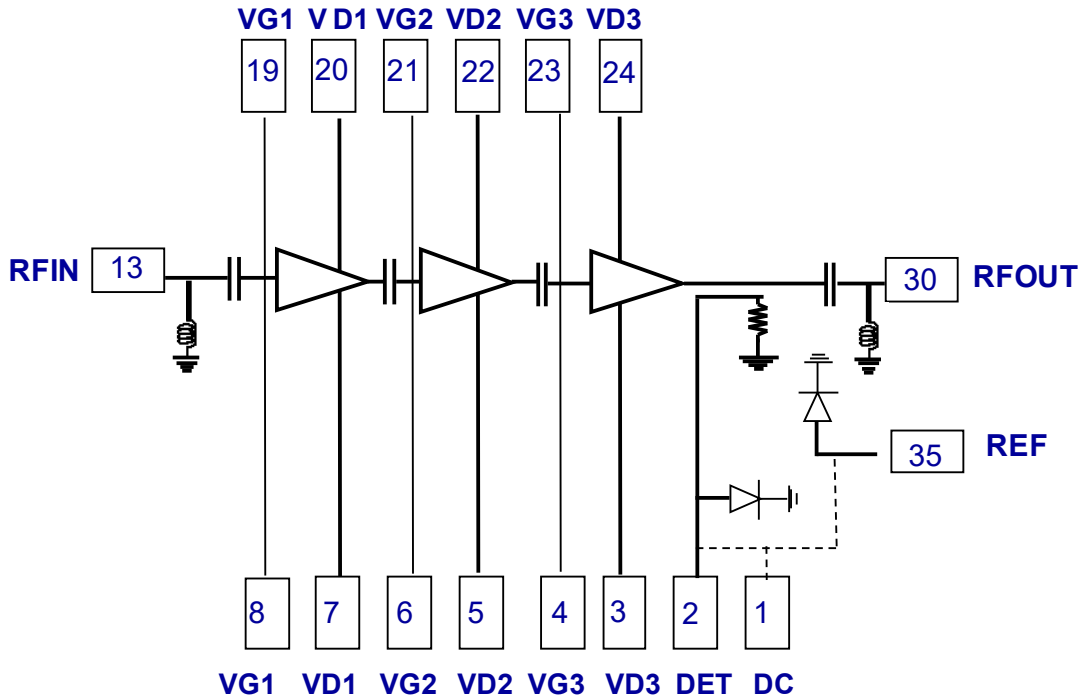 VG1 V D1 VG2 VD2 VG3 VD3
19 20 21 22 23 24
RFIN 13
30 RFOUT
35 REF
8 7 6 5 4 3 2 1
VG1 VD1 VG2 VD2 VG3 VD3 DET DC